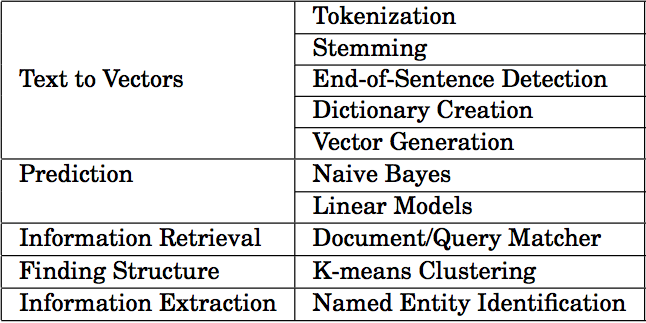 Text to Vectors
Tokenization
Stemming
End-of-Sentence Detection
Dictionary Creation
Vector Generation
Prediction
Naive Bayes
Linear Models
Information Retrieval
Document/Query Matcher
Finding Structure
K-means Clustering
Information Extraction
Named Entity Identification